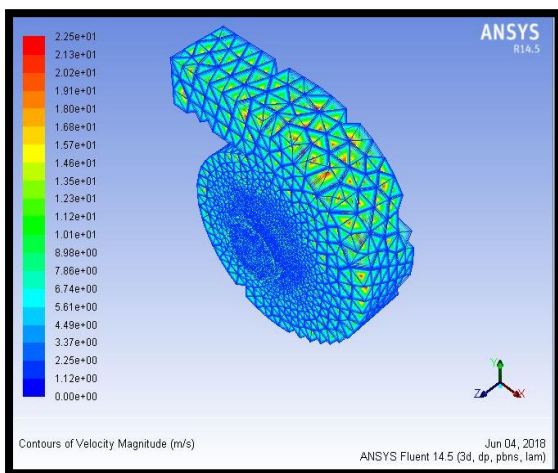 ANSYS
R14.5
2.25e+01
2.13e+01
2.02e+01
1.91e+01
1.80e+01
1.68e+01
1.57e+01
1.46e+01
1.35e+01
1.23e+01
1.12e+01
1.01e+01
8.98e+00
7.86e+00
6.74e+00
5.61e+00
4.49e+00
3.37e+00
2.25e+00
1.12e+00
0.00e+00
Y
Z
X
Contours of Velocity Magnitude (m/s)
Jun 04, 2018
ANSYS Fluent 14.5 (3d, dp, pbns, lam)